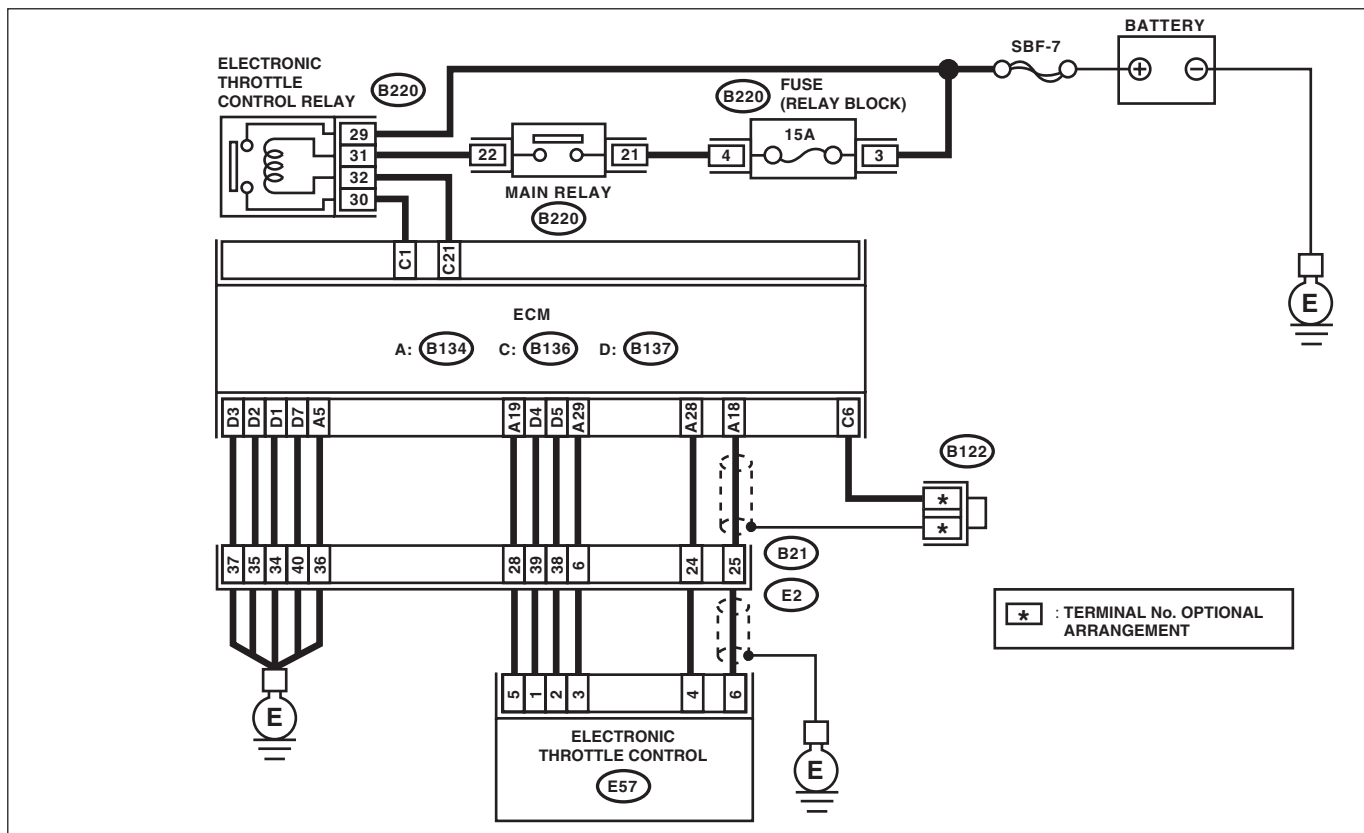 BATTERY
SBF-7
ELECTRONIC
THROTTLE
CONTROL RELAY
B220
B220
FUSE
(RELAY BLOCK)
15A
29
31
32
30
22
21
4
3
MAIN RELAY
B220
E
C1
C21
ECM
A: B134 C: B136 D: B137
D3
D2
D1
D7
A5
A19
D4
D5
A29
A28
A18
C6
B122
*
*
37
35
34
40
36
28
39
38
6
24
25
B21
E2
* : TERMINAL No. OPTIONAL
ARRANGEMENT
5
1
2
3
4
6
E
ELECTRONIC
THROTTLE CONTROL
E57
E